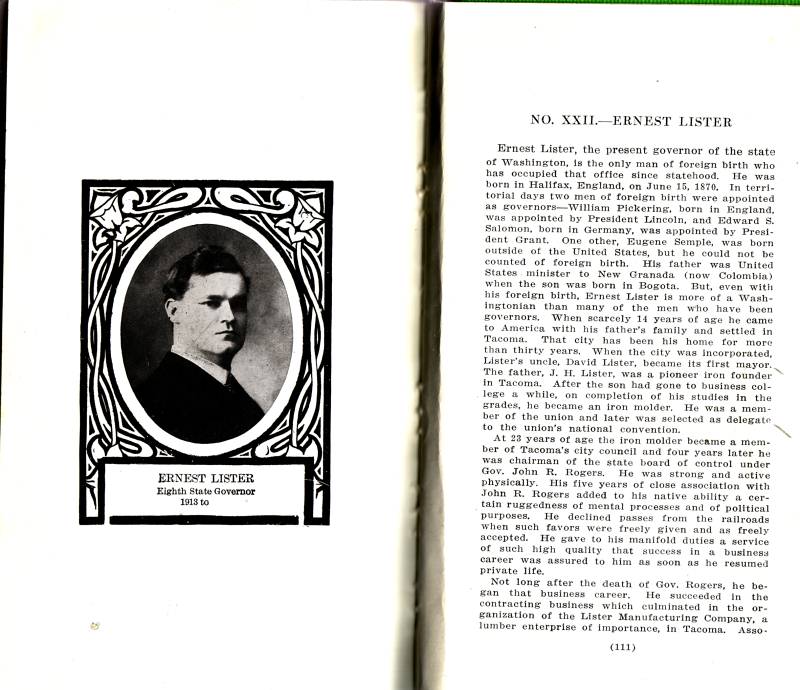 ERNEST LISTER
Eighth State Governor
1913 to
NO. XXII.—ERNEST LISTER
Ernest Lister, the present governor of the state
of Washington, is the only man of foreign birth who
has occupied that office since statehood. He was
born in Halifax, England, on June 15, 1870. In terri-
torial days two men of foreign birth were appointed
as governors—William Pickering, born in England,
was appointed by President Lincoln, and Edward S.
Salomon, born in Germany, was appointed by Presi-
dent Grant. One other, Eugene Semple, was born
outside of the United States, but he could not be
counted of foreign birth. His father was United
States minister to New Granada (now Colombia)
when the son was born in Bogota. But, even with
his foreign birth, Ernest Lister is more of a Wash-
ingtonian than many of the men who have been
governors. When scarcely 14 years of age he came
to America with his father's family and settled in
Tacoma. That city has been his home for more
than thirty years. When the city was incorporated,
Lister's uncle, David Lister, became its first mayor.
The father, J. H. Lister, was a pioneer iron founder
in Tacoma. After the son had gone to business col-
lege a while, on completion of his studies in the
grades, he became an iron molder. He was a mem-
ber of the union and later was selected as delegate
to the union's national convention.
At 23 years of age the iron molder became a mem-
ber of Tacoma's city council and four years later he
was chairman of the state board of control under
Gov. John R. Rogers. He was strong and active
physically. His five years of close association with
John R. Rogers added to his native ability a cer-
tain ruggedness of mental processes and of political
purposes. He declined passes from the railroads
when such favors were freely given and as freely
accepted. He gave to his manifold duties a service
of such high quality that success in a business
career was assured to him as soon as he resumed
private life.
Not long after the death of Gov. Rogers, he be-
gan that business career. He succeeded in the
contracting business which culminated in the or-
ganization of the Lister Manufacturing Company, a
lumber enterprise of importance, in Tacoma. Asso-
(111)